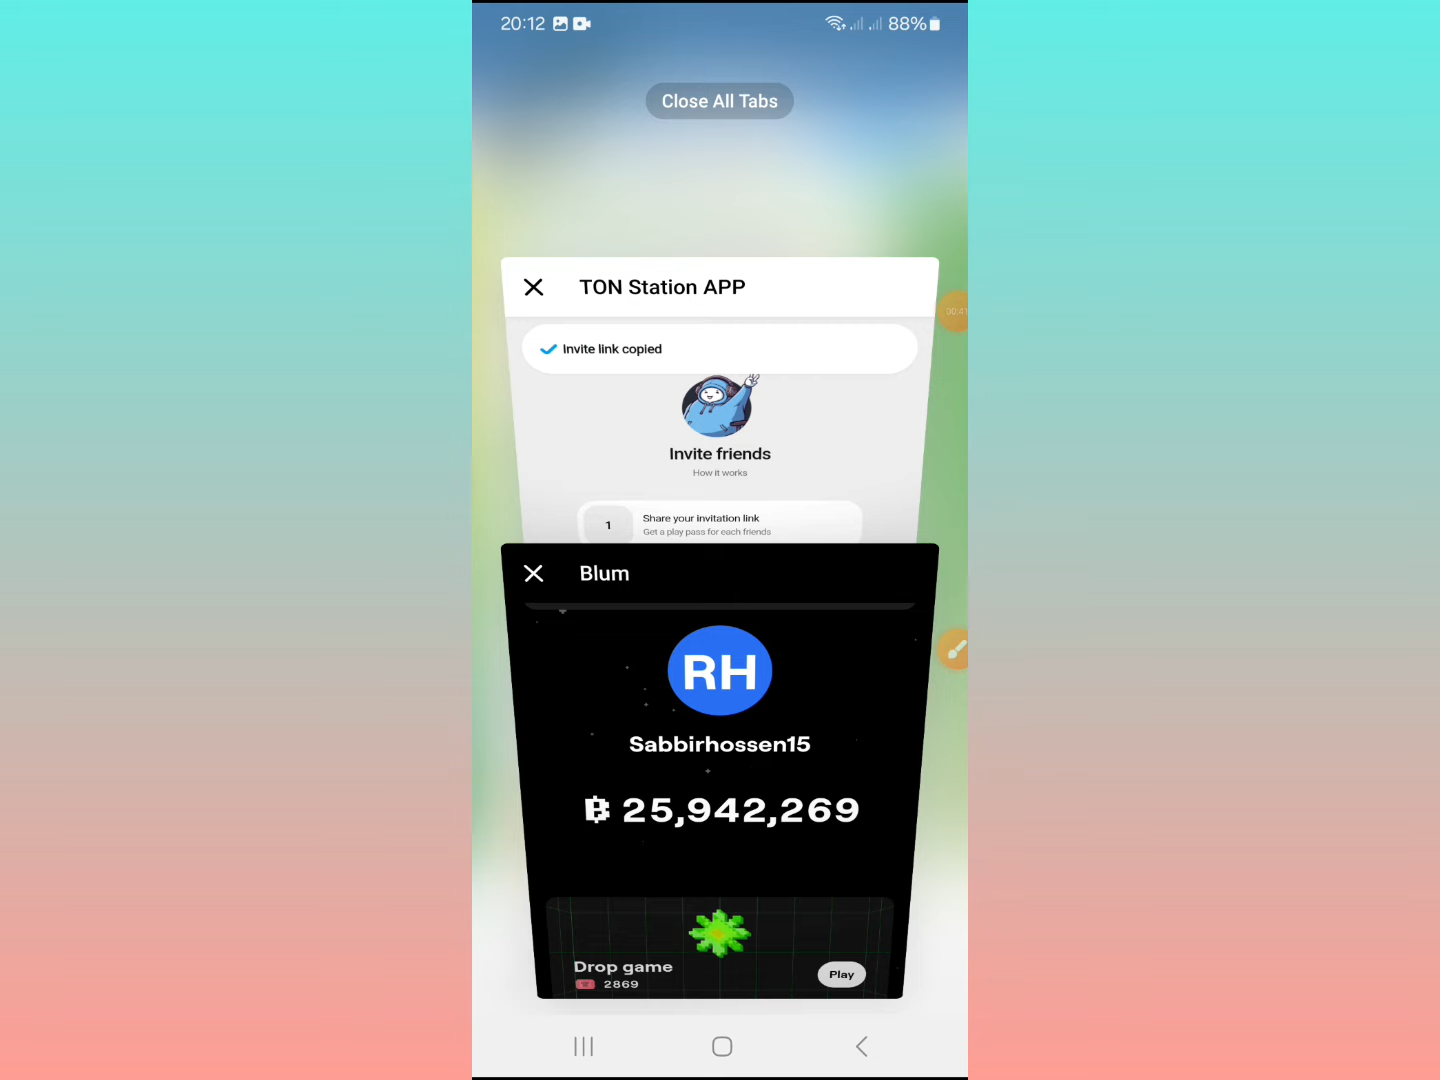 20:12
88%
Close All Tabs
TON Station APP
00:41
Invite link copied
Invite friends
How it works
1
Share your invitation link
Get a play pass for each friends
Blum
RH
Sabbirhossen15
25,942,269
Drop game
2869
Play